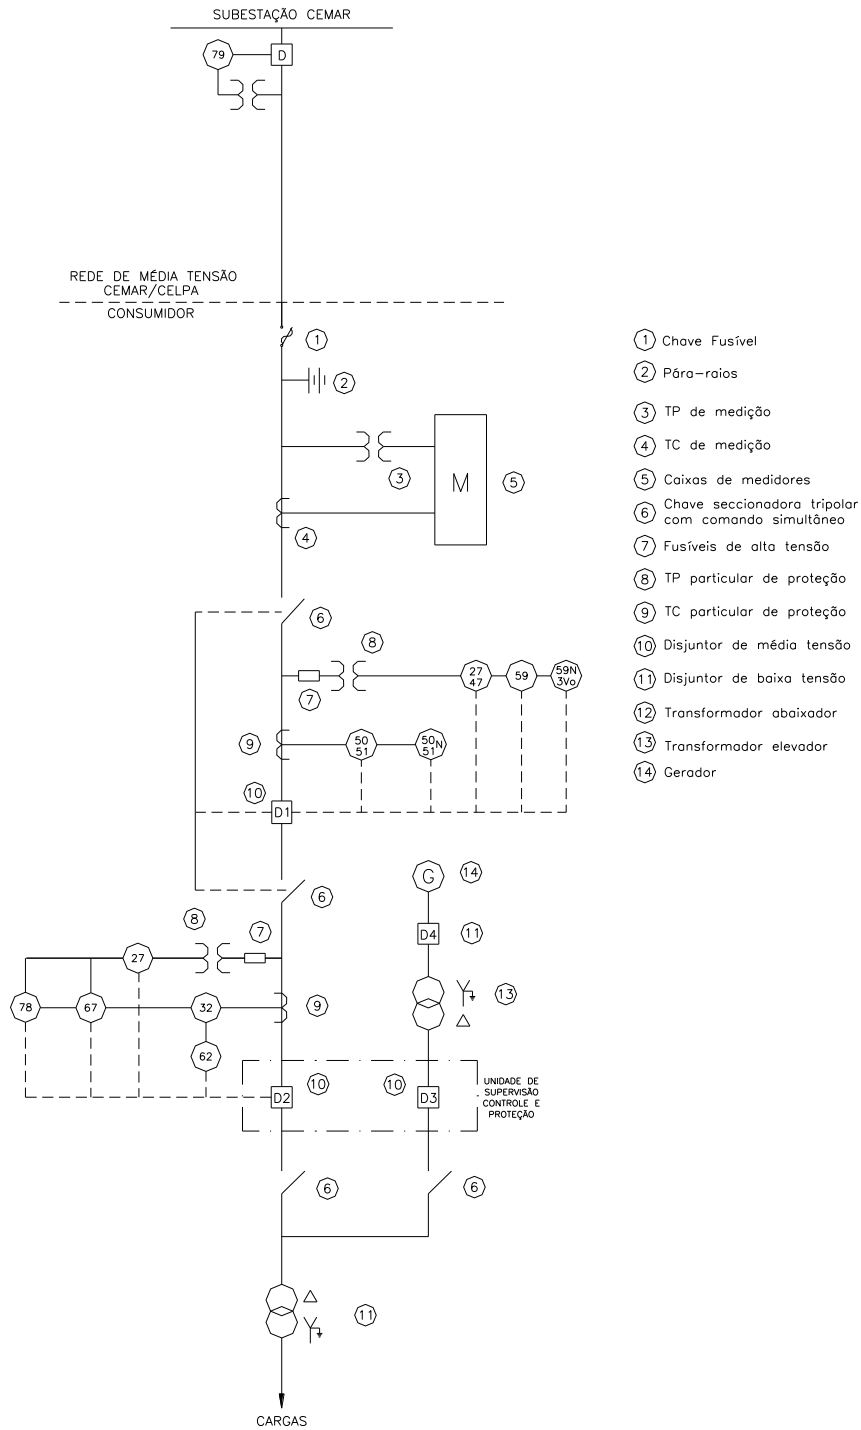 SUBESTAÇÃO CEMAR
79
D
REDE DE MÉDIA TENSÃO
CEMAR/CELPA
CONSUMIDOR
1
2
3
M
5
4
6
8
7
27
47
59
59N
3Vo
9
50
51
50N
51
10
D1
6
G
14
8
7
D4
11
27
78
67
32
9
13
62
10
10
D2
D3
UNIDADE DE
SUPERVISÃO
CONTROLE E
PROTEÇÃO
6
6
11
CARGAS
1 Chave Fusível
2 Pára-raios
3 TP de medição
4 TC de medição
5 Caixas de medidores
6 Chave seccionadora tripolar
com comando simultâneo
7 Fusíveis de alta tensão
8 TP particular de proteção
9 TC particular de proteção
10 Disjuntor de média tensão
11 Disjuntor de baixa tensão
12 Transformador abaixador
13 Transformador elevador
14 Gerador